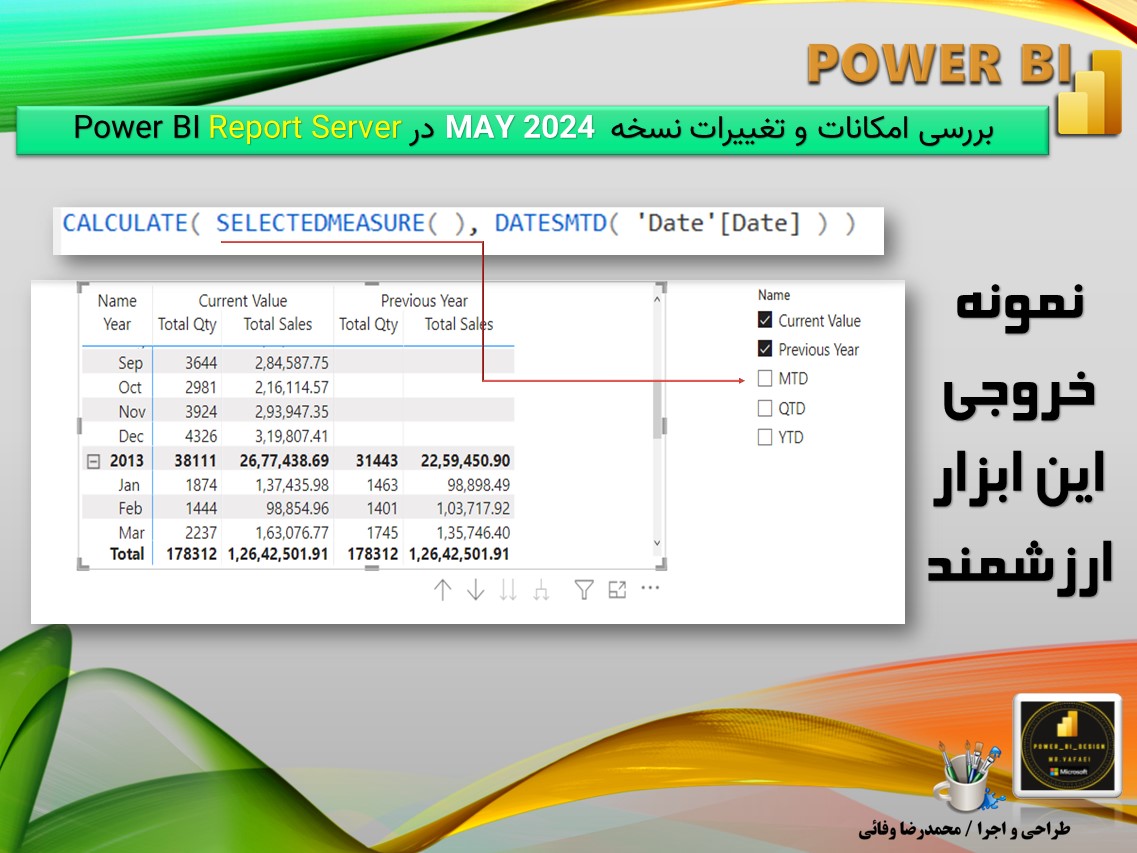 POWER BI
بررسی امکانات و تغییرات نسخه MAY 2024 در Power BI Report Server
CALCULATE( SELECTEDMEASURE( ), DATESMTD( 'Date'[Date] ) )
Name Current Value Previous Year
Year Total Qty Total Sales Total Qty Total Sales
Sep 3644 2,84,587.75
Oct 2981 2,16,114.57
Nov 3924 2,93,947.35
Dec 4326 3,19,807.41
2013 38111 26,77,438.69 31443 22,59,450.90
Jan 1874 1,37,435.98 1463 98,898.49
Feb 1444 98,854.96 1401 1,03,717.92
Mar 2237 1,63,076.77 1745 1,35,746.40
Total 178312 1,26,42,501.91 178312 1,26,42,501.91
Name
Current Value
Previous Year
MTD
QTD
YTD
نمونه
خروجی
این ابزار
ارزشمند
POWER_BI_DESIGN
MR.VAFAEI
Microsoft
طراحی و اجرا / محمدرضا وفائی